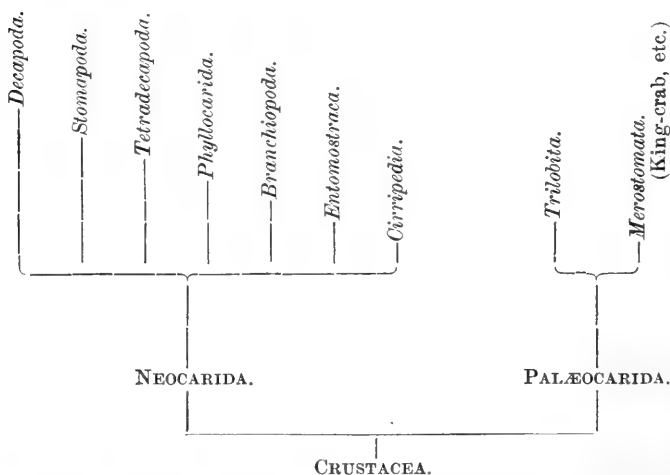 Decapoda.
Stomapoda.
Tetradecapoda.
Phyllocarida.
Branchiopoda.
Entomostraca.
Cirripedia.
Trilobita.
Merostomata.
(King-crab, etc.)
NEOCARIDA.
PALÆOCARIDA.
CRUSTACEA.